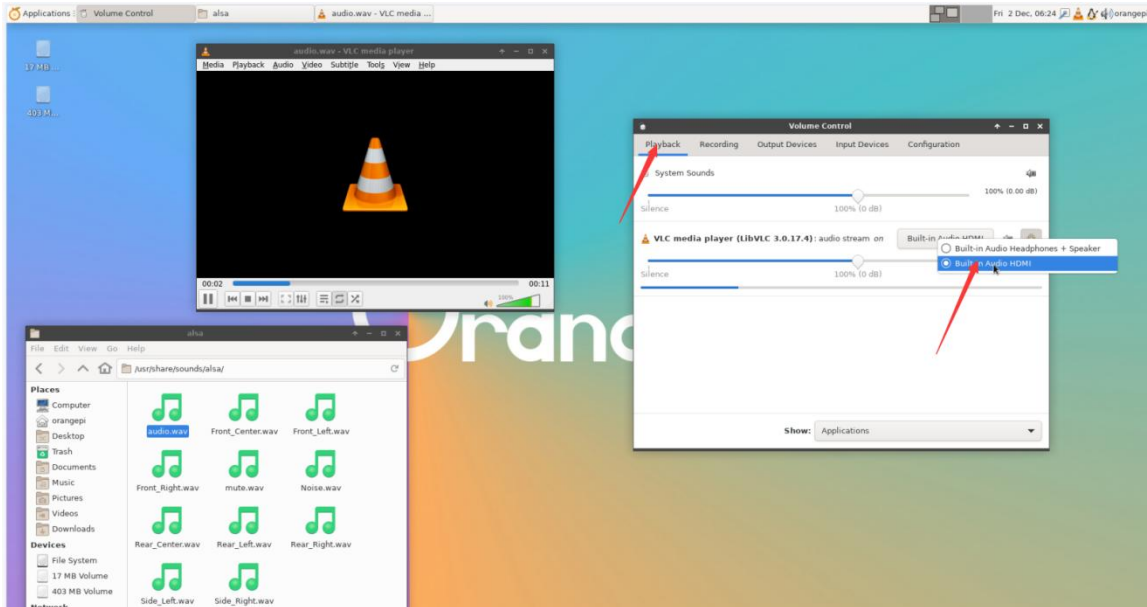 Applications
Volume Control
alsa
audio.wav - VLC media ...
Fri 2 Dec, 06:24
orangepi
17 MB ...
403 M...
audio.wav - VLC media player
Media Playback Audio Video Subtitle Tools View Help
00:02
00:11
100%
Volume Control
Playback Recording Output Devices Input Devices Configuration
System Sounds
100% (0.00 dB)
Silence
100% (0 dB)
VLC media player (LibVLC 3.0.17.4): audio stream on
Built-in Audio HDMI
Built-in Audio Headphones + Speaker
Built-in Audio HDMI
Silence
100% (0 dB)
Show: Applications
alsa
File Edit View Go Help
/usr/share/sounds/alsa/
Places
Computer
orangepi
Desktop
Trash
Documents
Music
Pictures
Videos
Downloads
Devices
File System
17 MB Volume
403 MB Volume
Network
audio.wav Front_Center.wav Front_Left.wav
Front_Right.wav mute.wav Noise.wav
Rear_Center.wav Rear_Left.wav Rear_Right.wav
Side_Left.wav Side_Right.wav